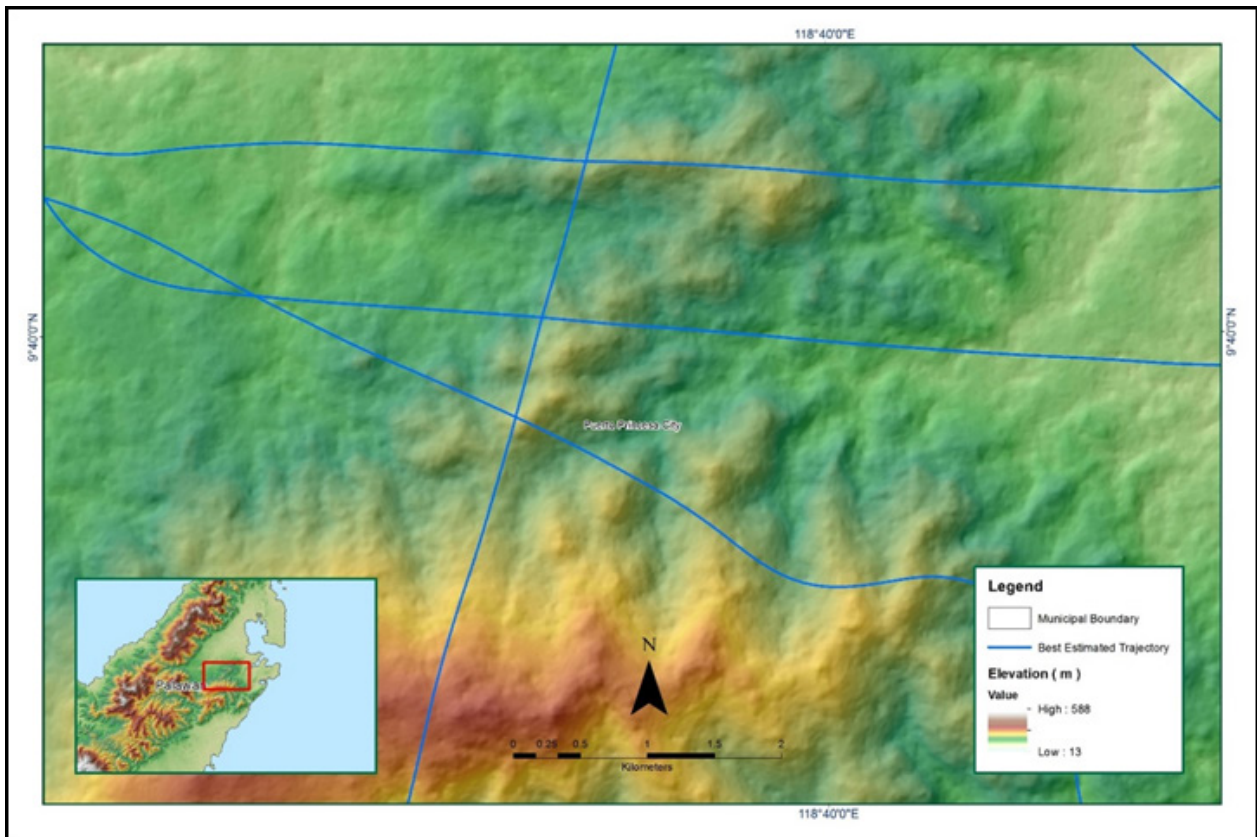 118°40'0"E
9°40'0"N
9°40'0"N
Puerto Princesa City
Legend
Municipal Boundary
Best Estimated Trajectory
Elevation ( m )
Value
High : 588
Low : 13
N
0 0.25 0.5 1 1.5 2
Kilometers
118°40'0"E